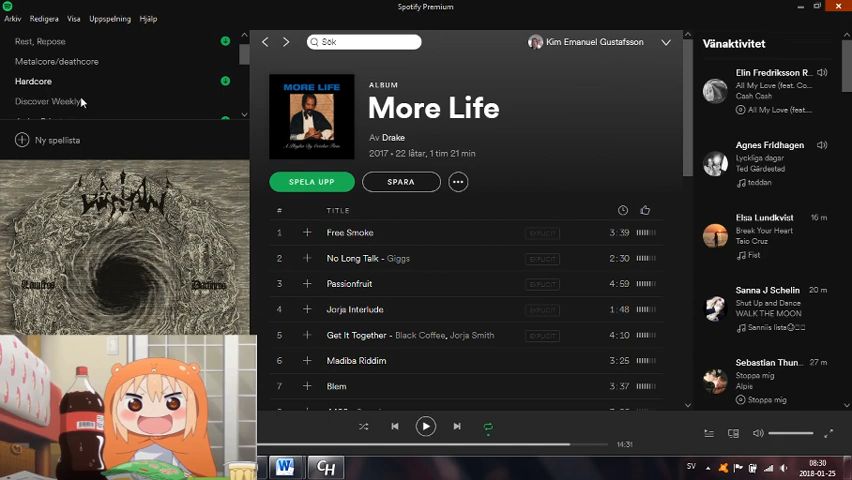 Spotify Premium
Arkiv Redigera Visa Uppspelning Hjälp
Rest, Repose
Metalcore/deathcore
Hardcore
Discover Weekly
Ny spellista
Sök
Kim Emanuel Gustafsson
MORE LIFE
ALBUM
More Life
Av Drake
2017 • 22 låtar, 1 tim 21 min
SPELA UPP
SPARA
# TITLE
1 Free Smoke EXPLICIT 3:39
2 No Long Talk - Giggs EXPLICIT 2:30
3 Passionfruit 4:59
4 Jorja Interlude 1:48
5 Get It Together - Black Coffee, Jorja Smith EXPLICIT 4:10
6 Madiba Riddim 3:25
7 Blem 3:37
14:31
Vänaktivitet
Elin Fredriksson R...
All My Love (feat. Co...
Cash Cash
All My Love (feat....
Agnes Fridhagen
Lyckliga dagar
Ted Gärdestad
teddan
Elsa Lundkvist 16 m
Break Your Heart
Taio Cruz
Fist
Sanna J Schelin 20 m
Shut Up and Dance
WALK THE MOON
Sanniis lista
Sebastian Thun... 27 m
Stoppa mig
Alpis
Stoppa mig
SV
08:30
2018-01-25